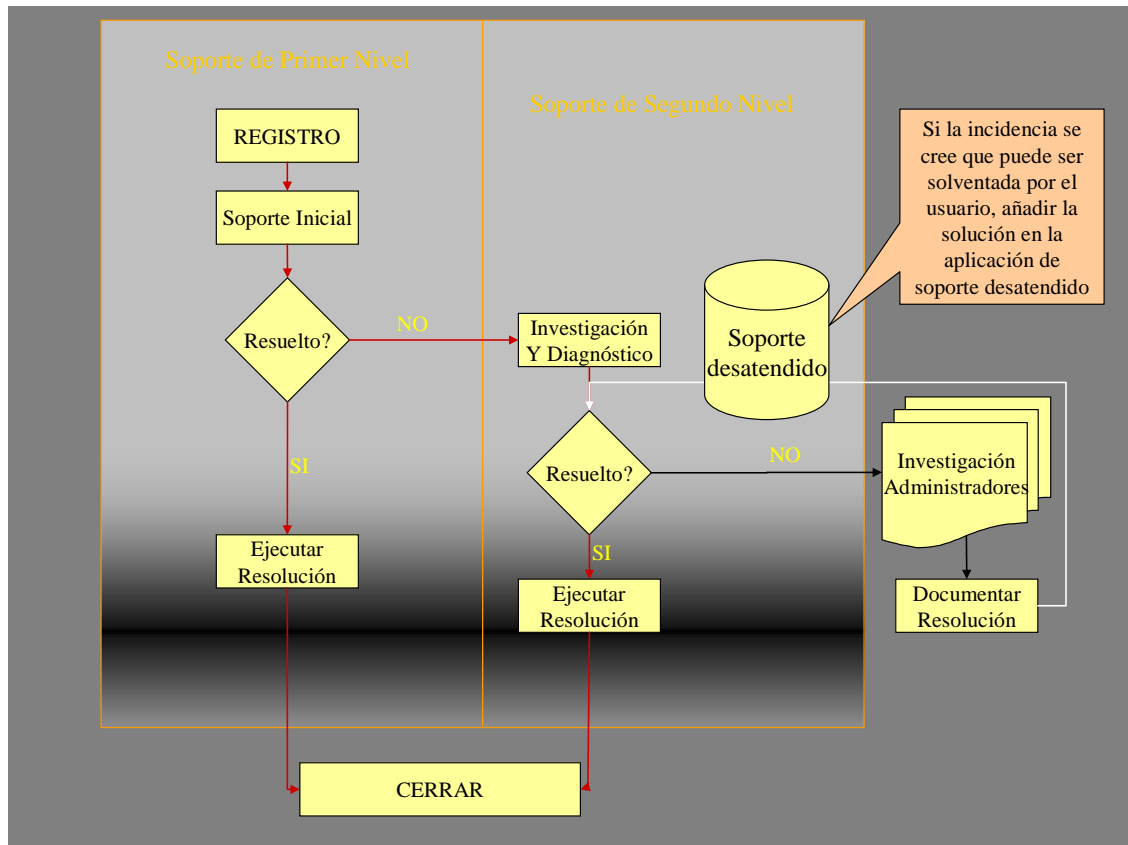 Soporte de Primer Nivel
Soporte de Segundo Nivel
REGISTRO
Soporte Inicial
Resuelto?
NO
SI
Ejecutar
Resolución
Investigación
Y Diagnóstico
Resuelto?
NO
SI
Ejecutar
Resolución
Soporte
desatendido
Si la incidencia se
cree que puede ser
solventada por el
usuario, añadir la
solución en la
aplicación de
soporte desatendido
Investigación
Administradores
Documentar
Resolución
CERRAR